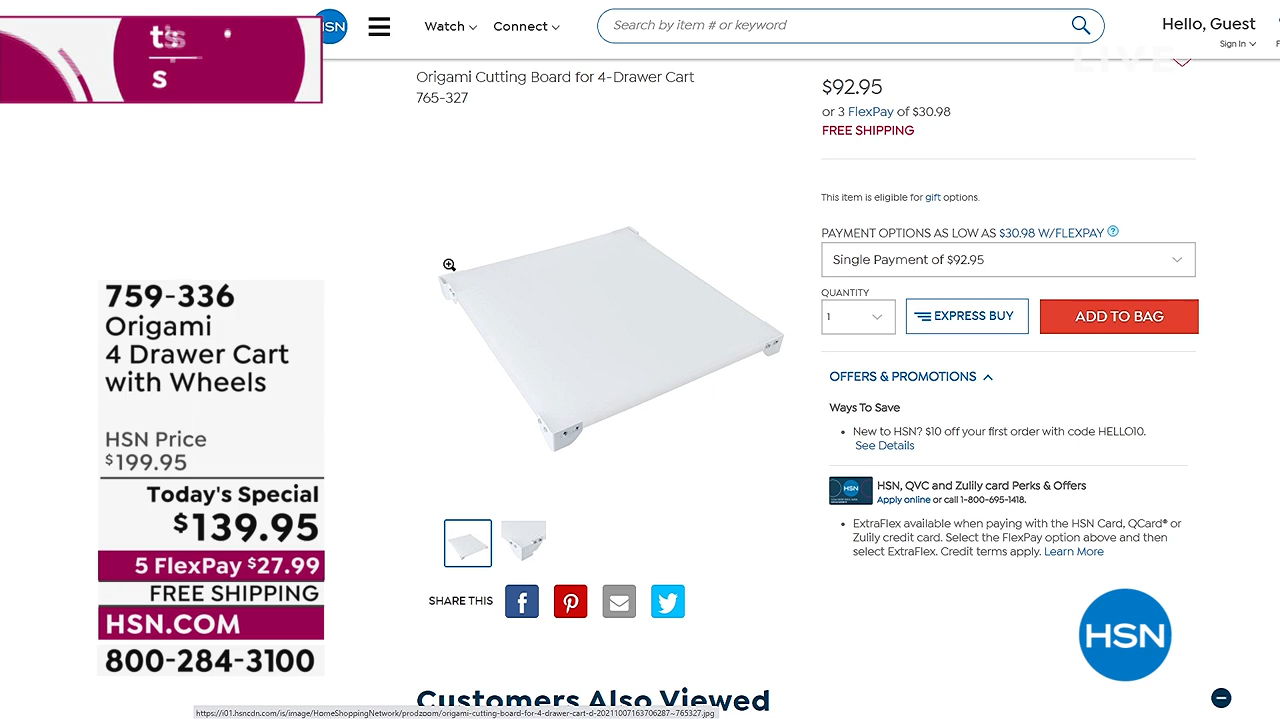 t's
s
HSN
Watch
Connect
Search by item # or keyword
Hello, Guest
Sign In
F
LIVE
Origami Cutting Board for 4-Drawer Cart
765-327
$92.95
or 3 FlexPay of $30.98
FREE SHIPPING
This item is eligible for gift options.
PAYMENT OPTIONS AS LOW AS $30.98 W/FLEXPAY ?
Single Payment of $92.95
QUANTITY
1
EXPRESS BUY
ADD TO BAG
OFFERS & PROMOTIONS
Ways To Save
• New to HSN? $10 off your first order with code HELLO10.
See Details
HSN
HSN, QVC and Zulily card Perks & Offers
Apply online or call 1-800-695-1418.
• ExtraFlex available when paying with the HSN Card, QCard® or
Zulily credit card. Select the FlexPay option above and then
select ExtraFlex. Credit terms apply. Learn More
759-336
Origami
4 Drawer Cart
with Wheels
HSN Price
$199.95
Today's Special
$139.95
5 FlexPay $27.99
FREE SHIPPING
HSN.COM
800-284-3100
SHARE THIS
HSN
Customers Also Viewed
https://i01.hsncdn.com/is/image/HomeShoppingNetwork/prodzoom/origami-cutting-board-for-4-drawer-cart-d-20211007163706287~765327.jpg